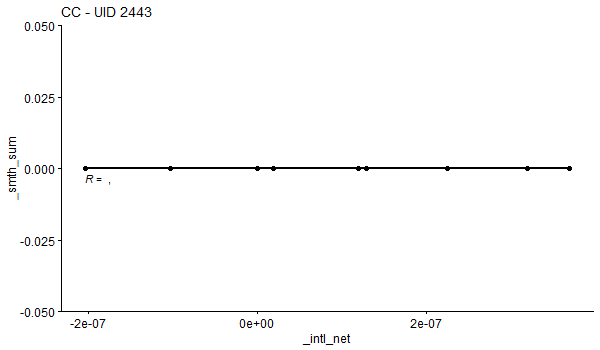 CC - UID 2443
0.050
0.025
0.000
-0.025
-0.050
_smth_sum
R = ,
-2e-07 0e+00 2e-07
_intl_net